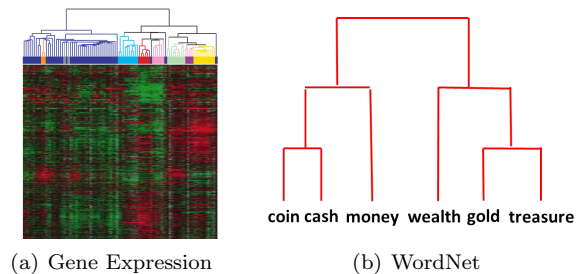 coin cash money wealth gold treasure
(a) Gene Expression
(b) WordNet